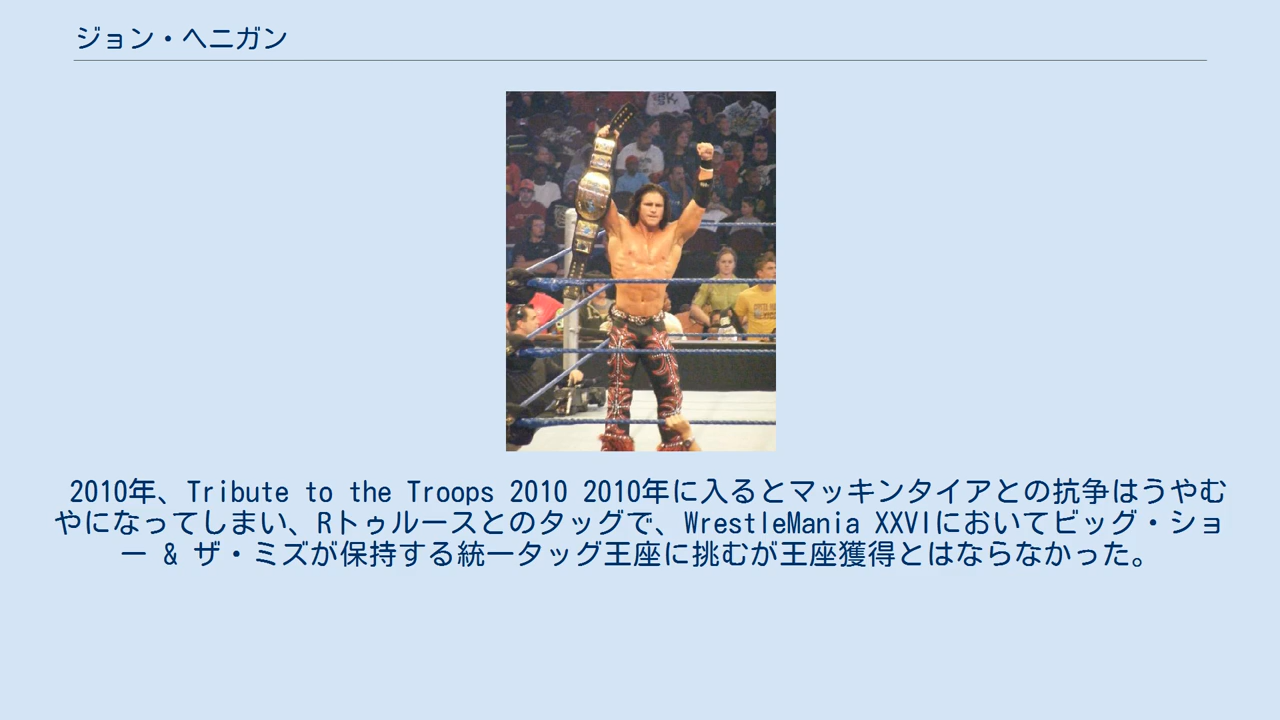 ジョン・ヘニガン
2010年、Tribute to the Troops 2010 2010年に入るとマッキンタイアとの抗争はうやむ
やになってしまい、Rトゥルースとのタッグで、WrestleMania XXVIにおいてビッグ・ショ
ー & ザ・ミズが保持する統一タッグ王座に挑むが王座獲得とはならなかった。